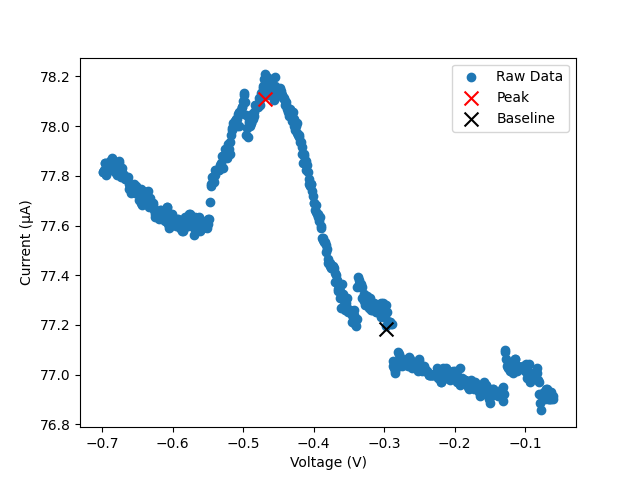 Raw Data
Peak
Baseline
78.2
78.0
77.8
77.6
77.4
77.2
77.0
76.8
Current (μA)
−0.7 −0.6 −0.5 −0.4 −0.3 −0.2 −0.1
Voltage (V)